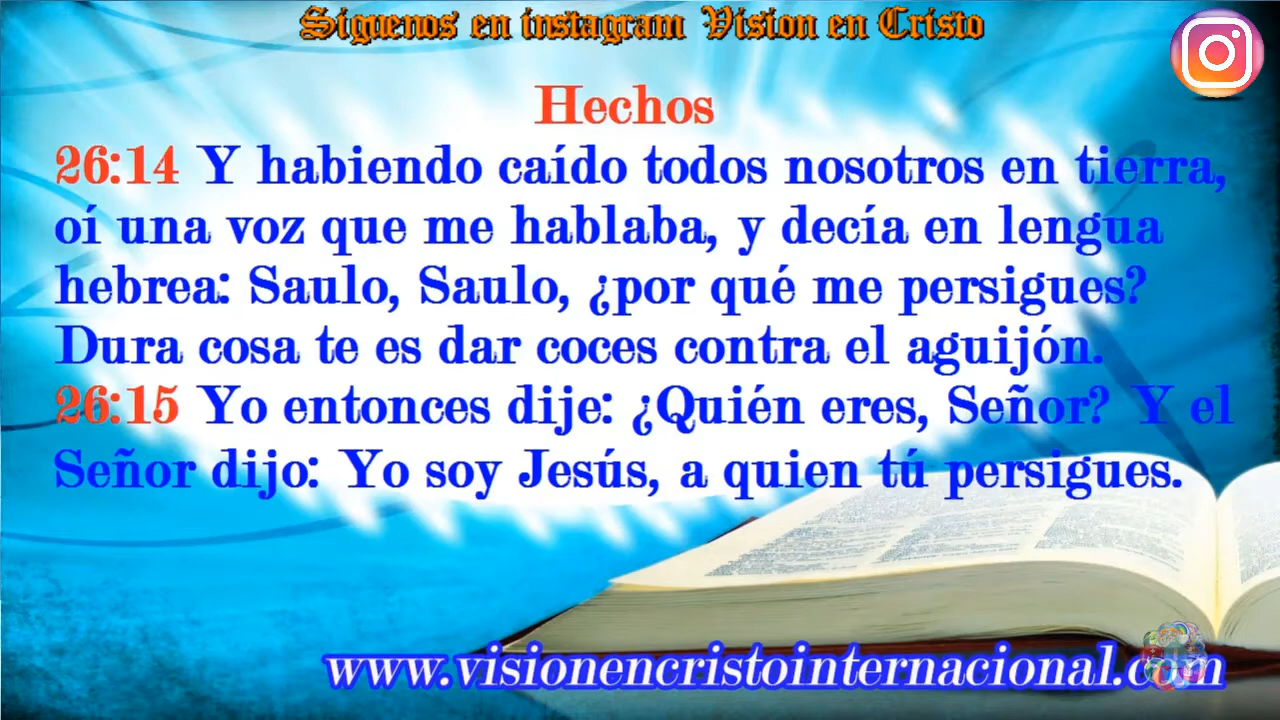 Siguenos en instagram Vision en Cristo
Hechos
26:14 Y habiendo caído todos nosotros en tierra,
oí una voz que me hablaba, y decía en lengua
hebrea: Saulo, Saulo, ¿por qué me persigues?
Dura cosa te es dar coces contra el aguijón.
26:15 Yo entonces dije: ¿Quién eres, Señor? Y el
Señor dijo: Yo soy Jesús, a quien tú persigues.
www.visionencristointernacional.com